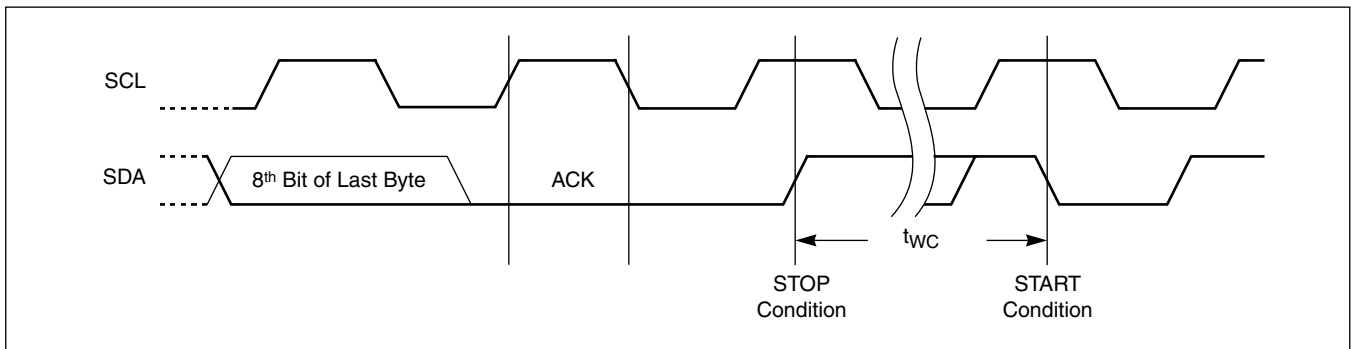 SCL
SDA
8th Bit of Last Byte
ACK
tWC
STOP
Condition
START
Condition